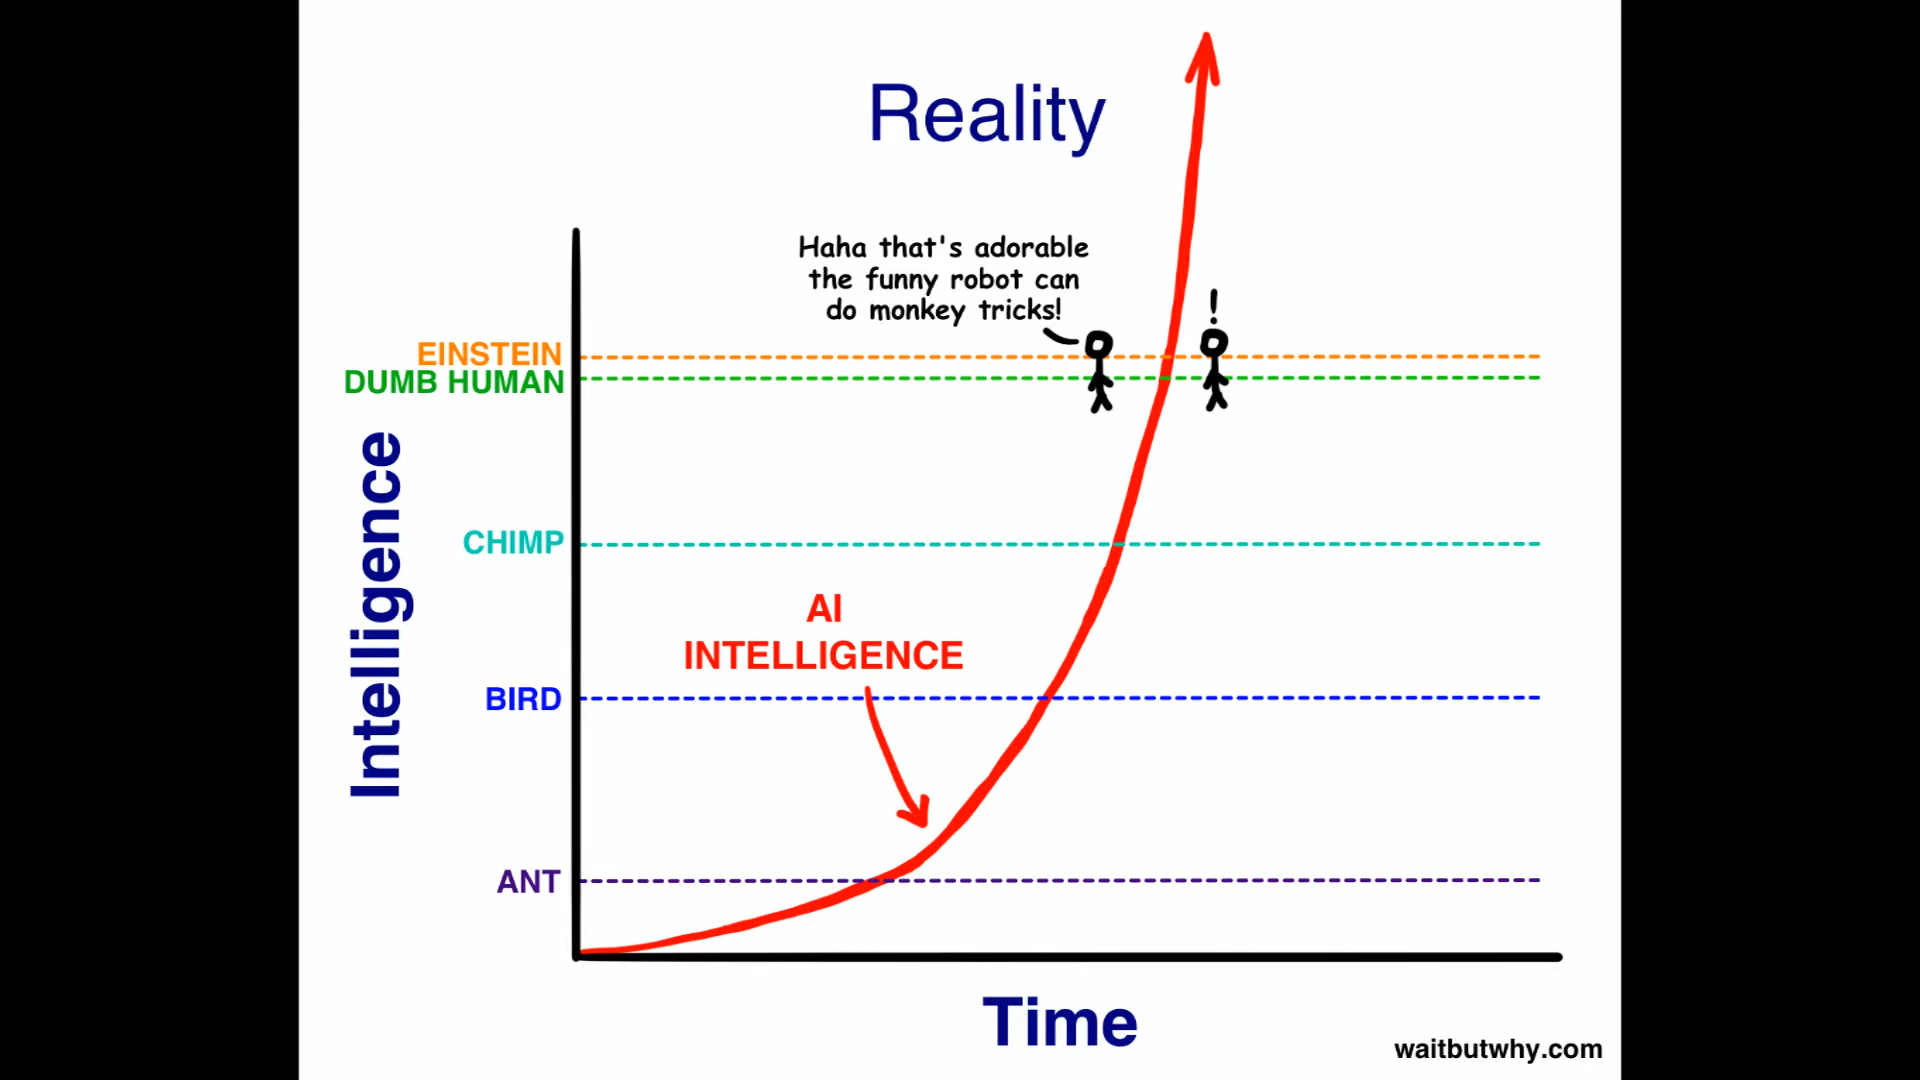 Reality
Haha that's adorable
the funny robot can
do monkey tricks!
!
EINSTEIN
DUMB HUMAN
CHIMP
AI
INTELLIGENCE
BIRD
ANT
Intelligence
Time
waitbutwhy.com